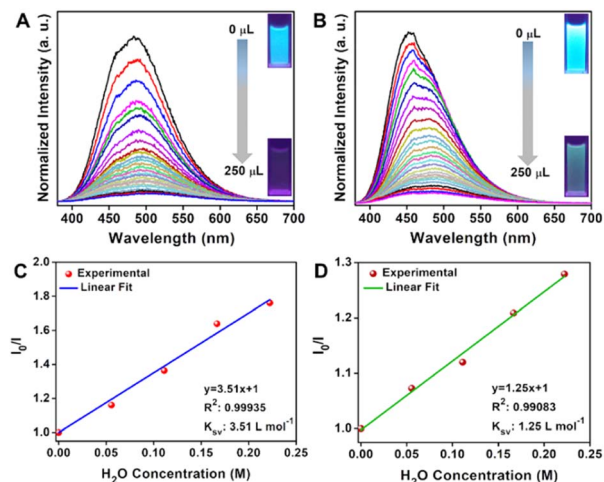 A
Normalized Intensity (a. u.)
0 μL
250 μL
400 450 500 550 600 650 700
Wavelength (nm)
B
Normalized Intensity (a. u.)
0 μL
250 μL
400 450 500 550 600 650 700
Wavelength (nm)
C
I₀/I
2.0
1.8
1.6
1.4
1.2
1.0
Experimental
Linear Fit
y=3.51x+1
R²: 0.99935
Ksv: 3.51 L mol⁻¹
0.00 0.05 0.10 0.15 0.20 0.25
H₂O Concentration (M)
D
I₀/I
1.3
1.2
1.1
1.0
Experimental
Linear Fit
y=1.25x+1
R²: 0.99083
Ksv: 1.25 L mol⁻¹
0.00 0.05 0.10 0.15 0.20 0.25
H₂O Concentration (M)